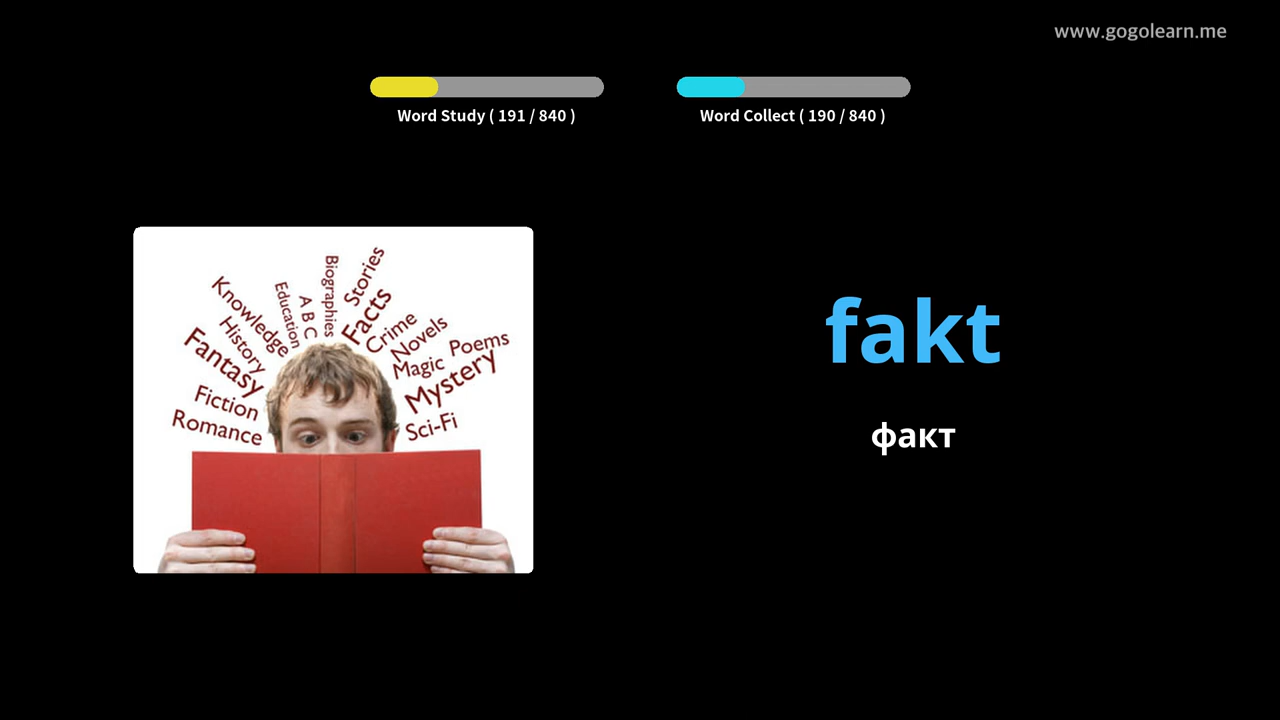 www.gogolearn.me
Word Study ( 191 / 840 )
Word Collect ( 190 / 840 )
Knowledge
Education
A B C
Biographies
Stories
Facts
Crime
Novels
Poems
History
Fantasy
Magic
Mystery
Fiction
Romance
Sci-Fi
fakt
факт